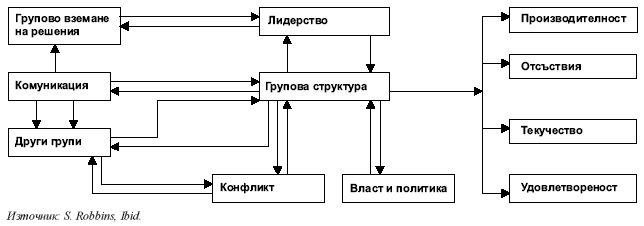 Групово вземане
на решения
Лидерство
Производителност
Отсъствия
Комуникация
Групова структура
Други групи
Текучество
Конфликт
Власт и политика
Удовлетвореност
Източник: S. Robbins, Ibid.